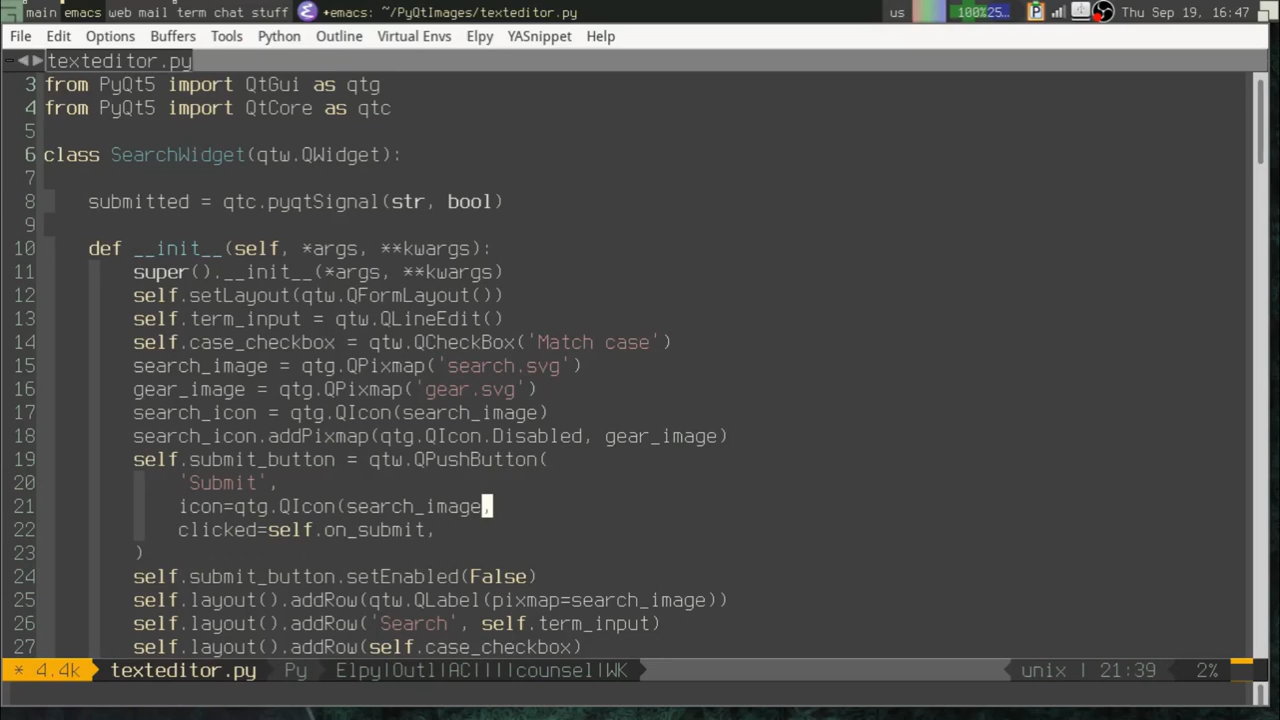 main emacs web mail term chat stuff +emacs: ~/PyQtImages/texteditor.py us 100%25... Thu Sep 19, 16:47
File Edit Options Buffers Tools Python Outline Virtual Envs Elpy YASnippet Help
texteditor.py
3 from PyQt5 import QtGui as qtg
4 from PyQt5 import QtCore as qtc
5
6 class SearchWidget(qtw.QWidget):
7
8 submitted = qtc.pyqtSignal(str, bool)
9
10 def __init__(self, *args, **kwargs):
11 super().__init__(*args, **kwargs)
12 self.setLayout(qtw.QFormLayout())
13 self.term_input = qtw.QLineEdit()
14 self.case_checkbox = qtw.QCheckBox('Match case')
15 search_image = qtg.QPixmap('search.svg')
16 gear_image = qtg.QPixmap('gear.svg')
17 search_icon = qtg.QIcon(search_image)
18 search_icon.addPixmap(qtg.QIcon.Disabled, gear_image)
19 self.submit_button = qtw.QPushButton(
20 'Submit',
21 icon=qtg.QIcon(search_image,
22 clicked=self.on_submit,
23 )
24 self.submit_button.setEnabled(False)
25 self.layout().addRow(qtw.QLabel(pixmap=search_image))
26 self.layout().addRow('Search', self.term_input)
27 self.layout().addRow(self.case_checkbox)
* 4.4k texteditor.py Py Elpy|Outl|AC||||counsel|WK unix | 21:39 2%